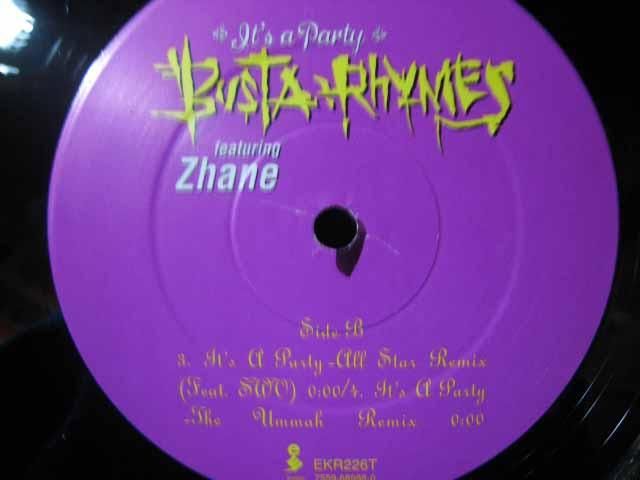 It's a Party
BUSTA RHYMES
featuring
Zhane
Side B
3. It's A Party -All Star Remix
(Feat. SWV) 0:00/4. It's A Party
-The Ummah Remix 0:00
EKR226T